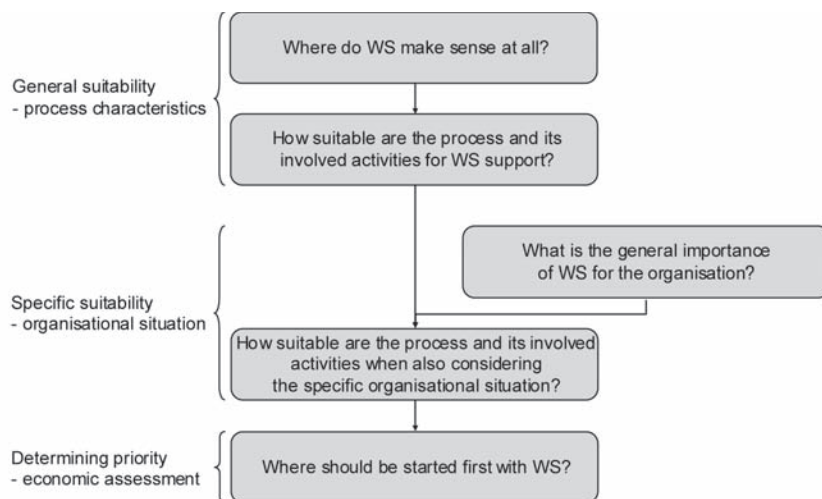 Where do WS make sense at all?
General suitability
- process characteristics
How suitable are the process and its
involved activities for WS support?
What is the general importance
of WS for the organisation?
Specific suitability
- organisational situation
How suitable are the process and its involved
activities when also considering
the specific organisational situation?
Determining priority
- economic assessment
Where should be started first with WS?